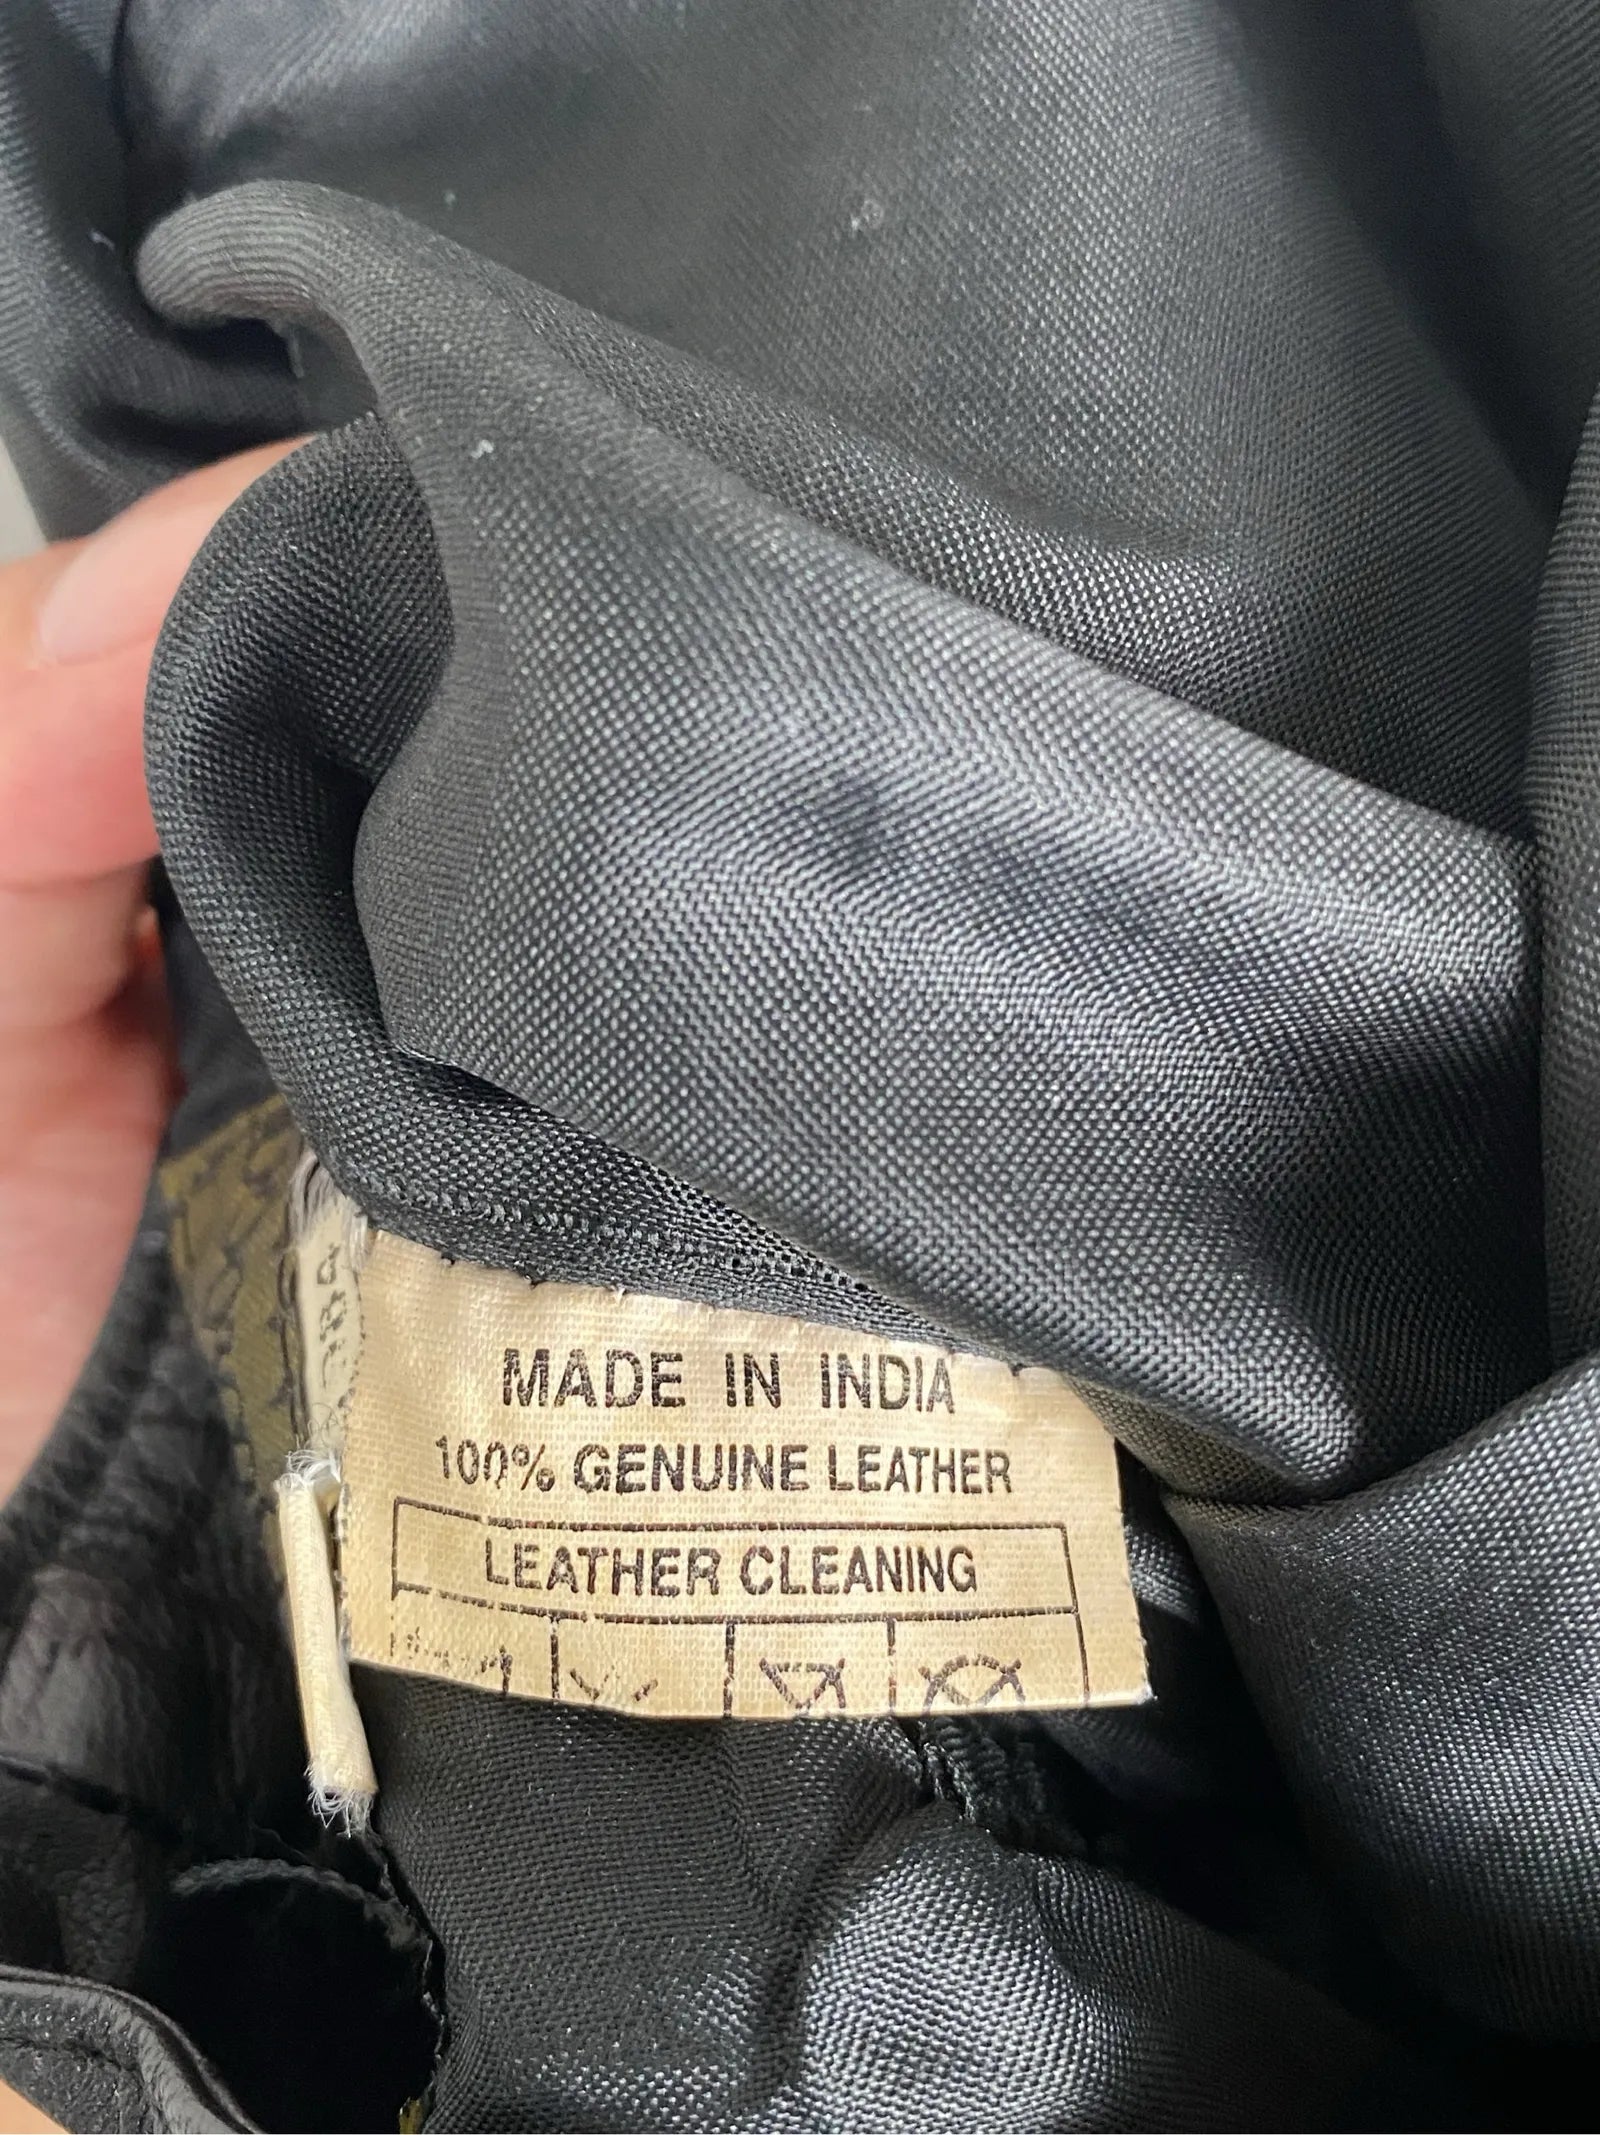 MADE IN INDIA
100% GENUINE LEATHER
LEATHER CLEANING